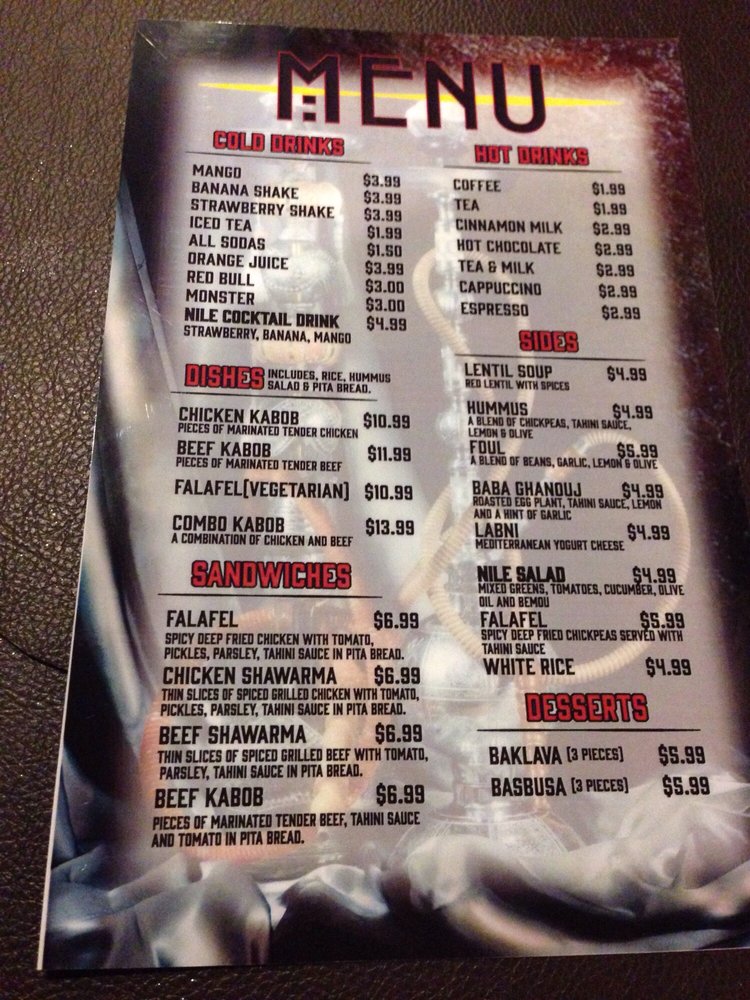 MENU
COLD DRINKS
MANGO $3.99
BANANA SHAKE $3.99
STRAWBERRY SHAKE $3.99
ICED TEA $1.99
ALL SODAS $1.50
ORANGE JUICE $3.99
RED BULL $3.00
MONSTER $3.00
NILE COCKTAIL DRINK $4.99
STRAWBERRY, BANANA, MANGO
DISHES INCLUDES, RICE, HUMMUS
SALAD & PITA BREAD.
CHICKEN KABOB $10.99
PIECES OF MARINATED TENDER CHICKEN
BEEF KABOB $11.99
PIECES OF MARINATED TENDER BEEF
FALAFEL(VEGETARIAN) $10.99
COMBO KABOB $13.99
A COMBINATION OF CHICKEN AND BEEF
SANDWICHES
FALAFEL $6.99
SPICY DEEP FRIED CHICKEN WITH TOMATO,
PICKLES, PARSLEY, TAHINI SAUCE IN PITA BREAD.
CHICKEN SHAWARMA $6.99
THIN SLICES OF SPICED GRILLED CHICKEN WITH TOMATO,
PICKLES, PARSLEY, TAHINI SAUCE IN PITA BREAD.
BEEF SHAWARMA $6.99
THIN SLICES OF SPICED GRILLED BEEF WITH TOMATO,
PARSLEY, TAHINI SAUCE IN PITA BREAD.
BEEF KABOB $6.99
PIECES OF MARINATED TENDER BEEF, TAHINI SAUCE
AND TOMATO IN PITA BREAD.
HOT DRINKS
COFFEE $1.99
TEA $1.99
CINNAMON MILK $2.99
HOT CHOCOLATE $2.99
TEA & MILK $2.99
CAPPUCCINO $2.99
ESPRESSO $2.99
SIDES
LENTIL SOUP $4.99
RED LENTIL WITH SPICES
HUMMUS $4.99
A BLEND OF CHICKPEAS, TAHINI SAUCE,
LEMON & OLIVE
FOUL $5.99
A BLEND OF BEANS, GARLIC, LEMON & OLIVE
BABA GHANOUJ $4.99
ROASTED EGG PLANT, TAHINI SAUCE, LEMON
AND A HINT OF GARLIC
LABNI $4.99
MEDITERRANEAN YOGURT CHEESE
NILE SALAD $4.99
MIXED GREENS, TOMATOES, CUCUMBER, OLIVE
OIL AND BEMOU
FALAFEL $5.99
SPICY DEEP FRIED CHICKPEAS SERVED WITH
TAHINI SAUCE
WHITE RICE $4.99
DESSERTS
BAKLAVA (3 PIECES) $5.99
BASBUSA (3 PIECES) $5.99